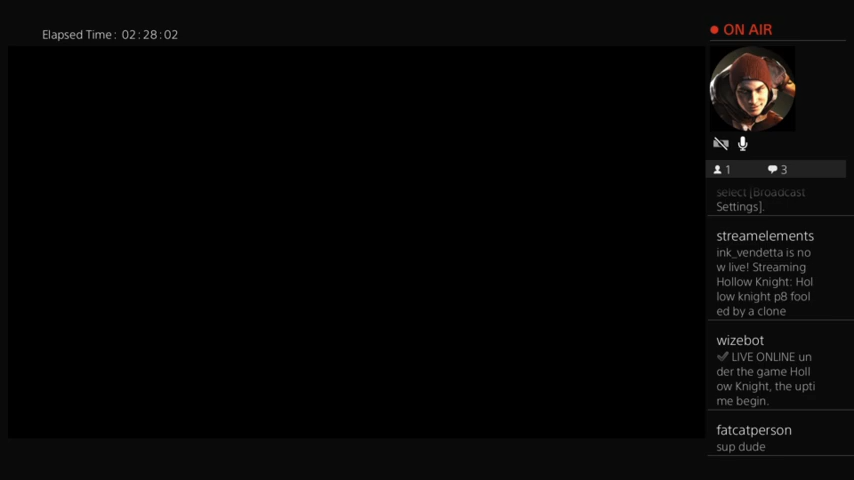 Elapsed Time: 02:28:02
ON AIR
1 3
select [Broadcast
Settings].
streamelements
ink_vendetta is no
w live! Streaming
Hollow Knight: Hol
low knight p8 fool
ed by a clone
wizebot
✓ LIVE ONLINE un
der the game Holl
ow Knight, the upti
me begin.
fatcatperson
sup dude